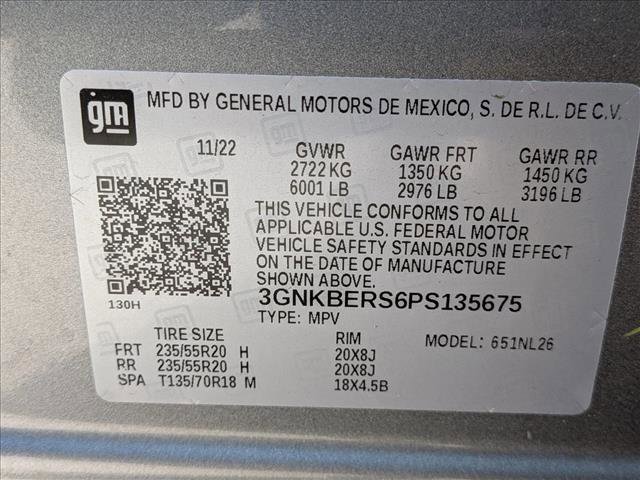 gm
MFD BY GENERAL MOTORS DE MEXICO, S. DE R.L. DE C.V.
11/22 GVWR GAWR FRT GAWR RR
2722 KG 1350 KG 1450 KG
6001 LB 2976 LB 3196 LB
THIS VEHICLE CONFORMS TO ALL
APPLICABLE U.S. FEDERAL MOTOR
VEHICLE SAFETY STANDARDS IN EFFECT
ON THE DATE OF MANUFACTURE
SHOWN ABOVE.
130H
3GNKBERS6PS135675
TYPE: MPV
TIRE SIZE RIM MODEL: 651NL26
FRT 235/55R20 H 20X8J
RR 235/55R20 H 20X8J
SPA T135/70R18 M 18X4.5B